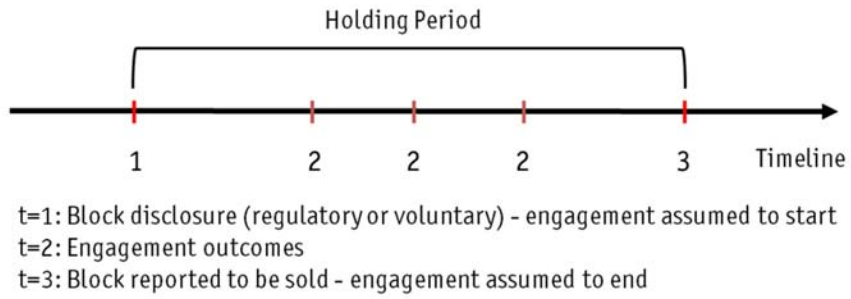 Holding Period
1 2 2 2 3 Timeline
t=1: Block disclosure (regulatory or voluntary) - engagement assumed to start
t=2: Engagement outcomes
t=3: Block reported to be sold - engagement assumed to end